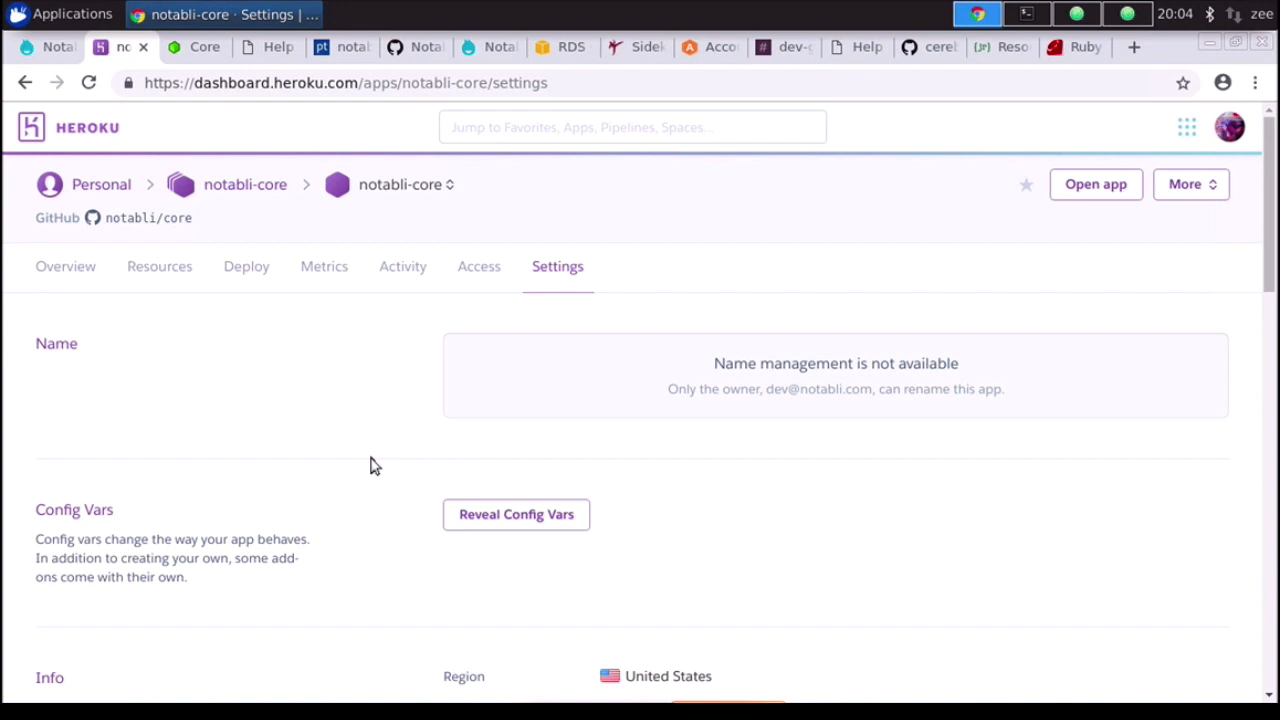 Applications
notabli-core · Settings | ...
20:04
zee
Nota
no
Core
Help
pt
notab
Nota
Nota
RDS
Sidek
Acco
dev-g
Help
cereb
Reso
Ruby
https://dashboard.heroku.com/apps/notabli-core/settings
HEROKU
Jump to Favorites, Apps, Pipelines, Spaces...
Personal > notabli-core > notabli-core
Open app
More
GitHub notabli/core
Overview
Resources
Deploy
Metrics
Activity
Access
Settings
Name
Name management is not available
Only the owner, dev@notabli.com, can rename this app.
Config Vars
Reveal Config Vars
Config vars change the way your app behaves.
In addition to creating your own, some add-
ons come with their own.
Info
Region
United States